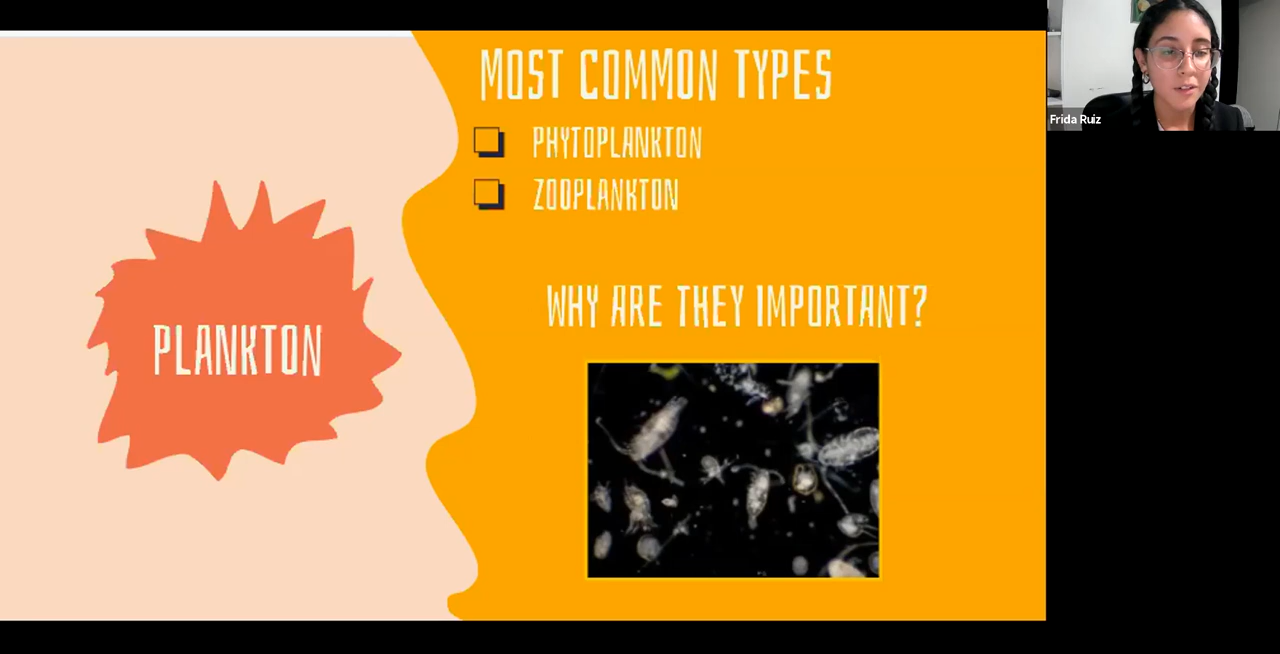 MOST COMMON TYPES
PHYTOPLANKTON
ZOOPLANKTON
WHY ARE THEY IMPORTANT?
PLANKTON
Frida Ruiz